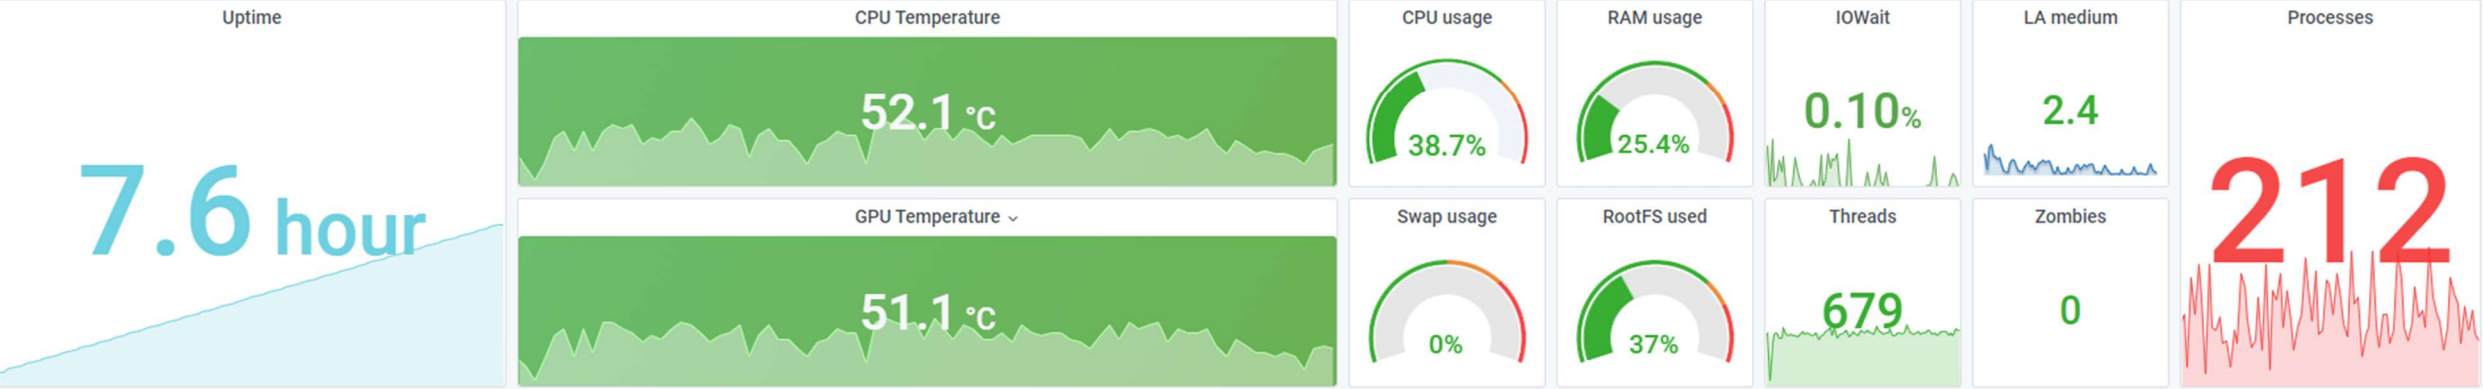 Uptime
7.6 hour
CPU Temperature
52.1 °C
GPU Temperature
51.1 °C
CPU usage
38.7%
RAM usage
25.4%
IOWait
0.10%
LA medium
2.4
Swap usage
0%
RootFS used
37%
Threads
679
Zombies
0
Processes
212